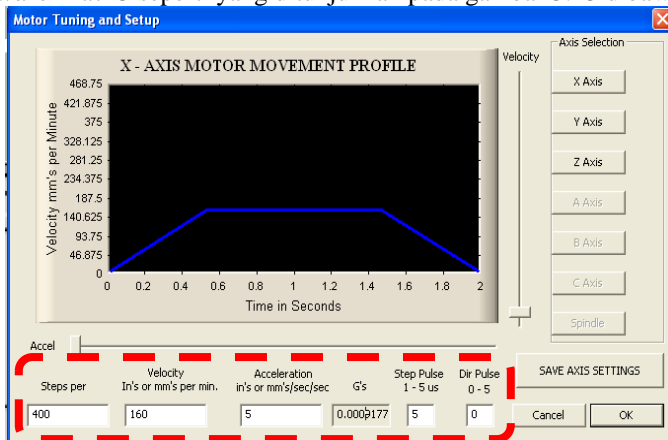 Motor Tuning and Setup
X - AXIS MOTOR MOVEMENT PROFILE
Velocity
Axis Selection
Velocity mm's per Minute
468.75
421.875
375
328.125
281.25
234.375
187.5
140.625
93.75
46.875
0
0 0.2 0.4 0.6 0.8 1 1.2 1.4 1.6 1.8 2
Time in Seconds
X Axis
Y Axis
Z Axis
A Axis
B Axis
C Axis
Spindle
Accel
Steps per
Velocity
In's or mm's per min.
Acceleration
in's or mm's/sec/sec
G's
Step Pulse
1 - 5 us
Dir Pulse
0 - 5
400 160 5 5 0
SAVE AXIS SETTINGS
Cancel OK